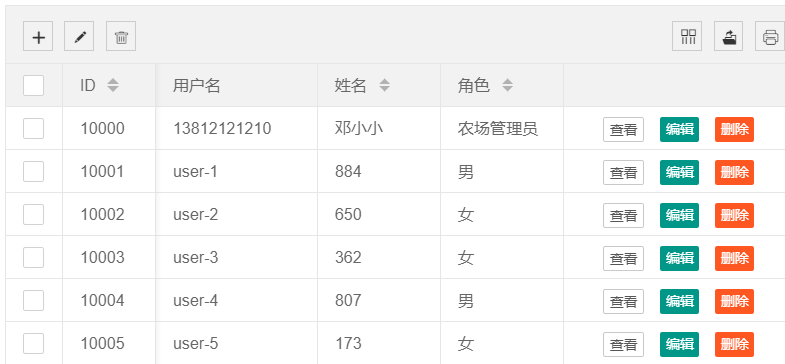 ID 用户名 姓名 角色
10000 13812121210 邓小小 农场管理员 查看 编辑 删除
10001 user-1 884 男 查看 编辑 删除
10002 user-2 650 女 查看 编辑 删除
10003 user-3 362 女 查看 编辑 删除
10004 user-4 807 男 查看 编辑 删除
10005 user-5 173 女 查看 编辑 删除